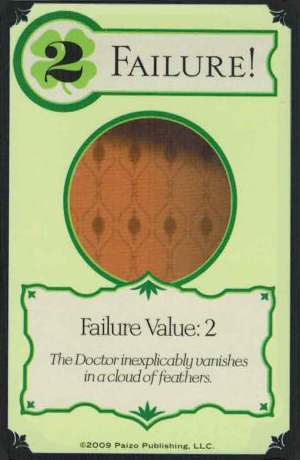 2 FAILURE!
Failure Value: 2
The Doctor inexplicably vanishes
in a cloud of feathers.
©2009 Paizo Publishing, LLC.